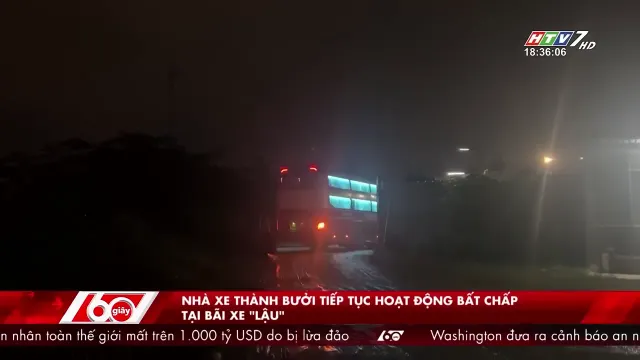 HTV7 HD
18:36:06
60 giây
NHÀ XE THÀNH BƯỞI TIẾP TỤC HOẠT ĐỘNG BẤT CHẤP
TẠI BÃI XE "LẬU"
n nhân toàn thế giới mất trên 1.000 tỷ USD do bị lừa đảo 60 Washington đưa ra cảnh báo an n